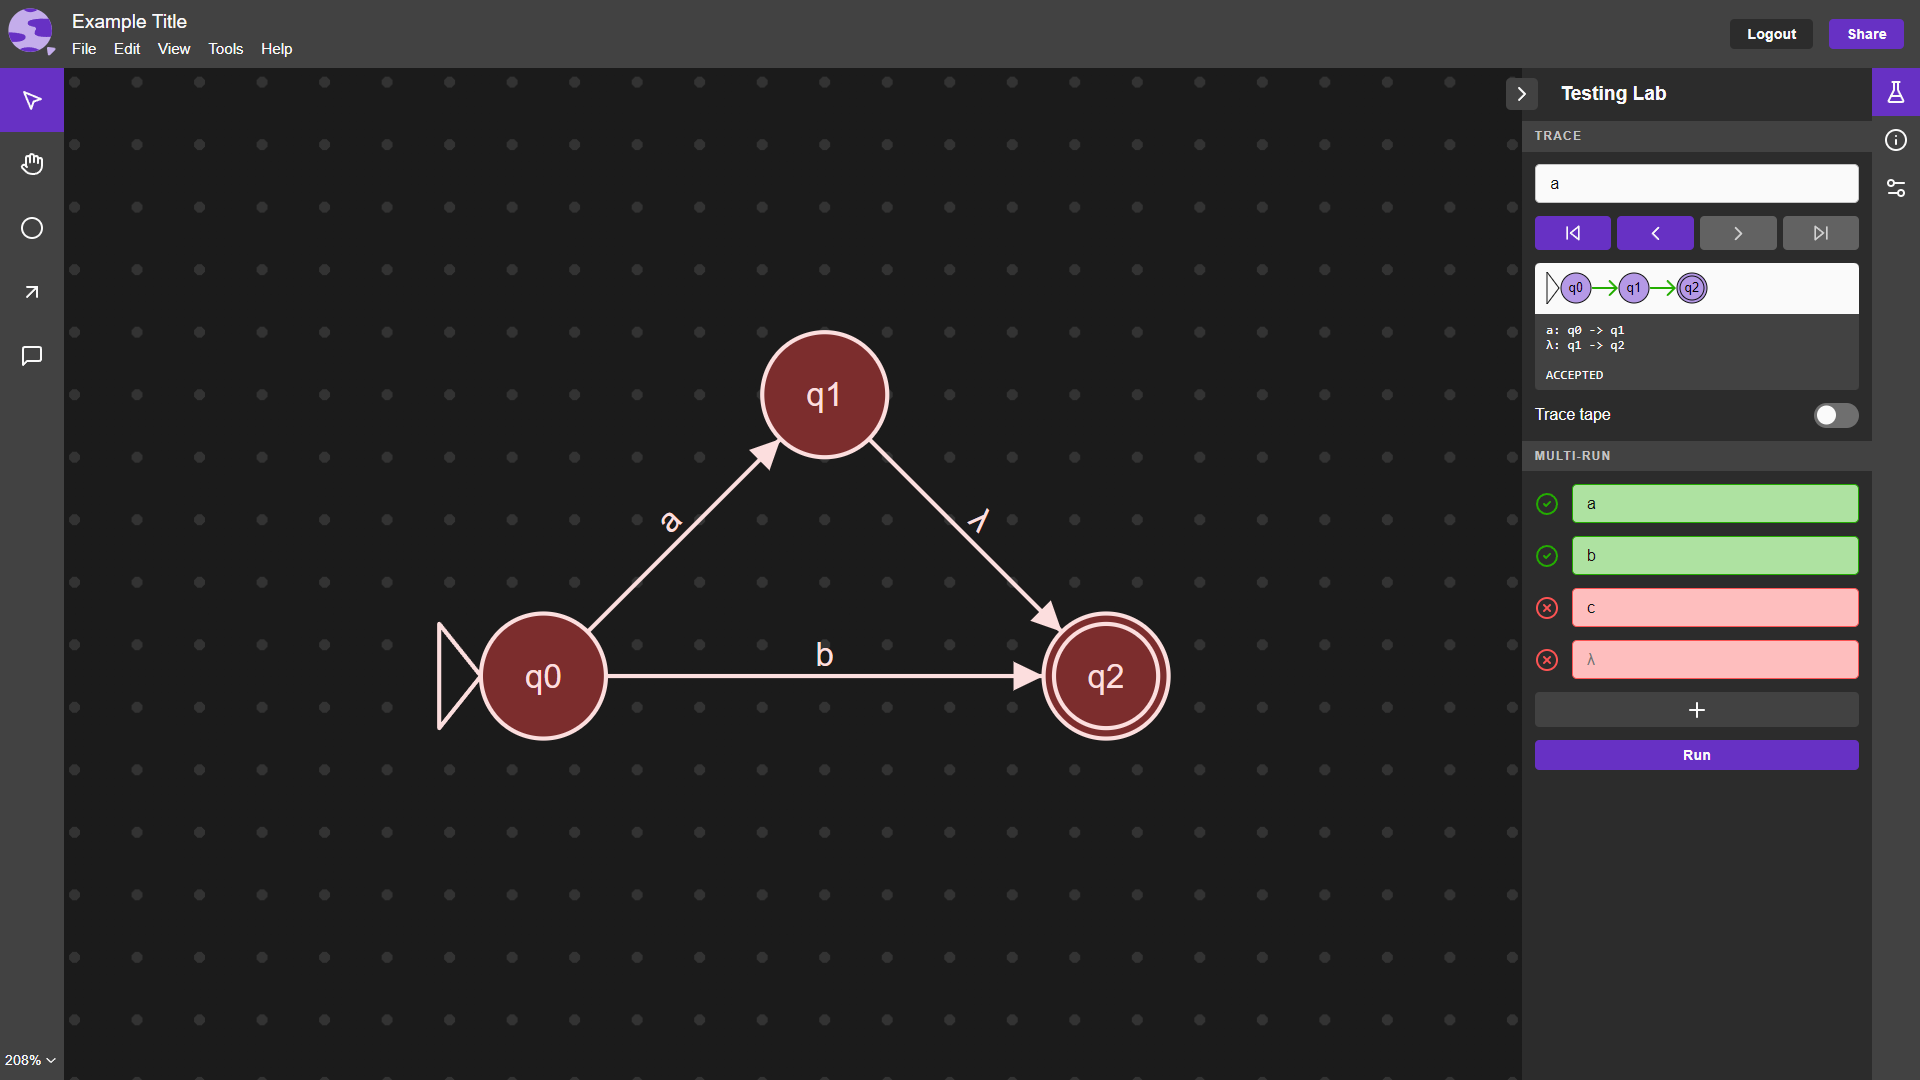 Example Title
File Edit View Tools Help
Logout
Share
Testing Lab
TRACE
a
q0 q1 q2
a: q0 -> q1
λ: q1 -> q2
ACCEPTED
Trace tape
MULTI-RUN
a
b
c
λ
+
Run
q1
a
λ
b
q0
q2
208%